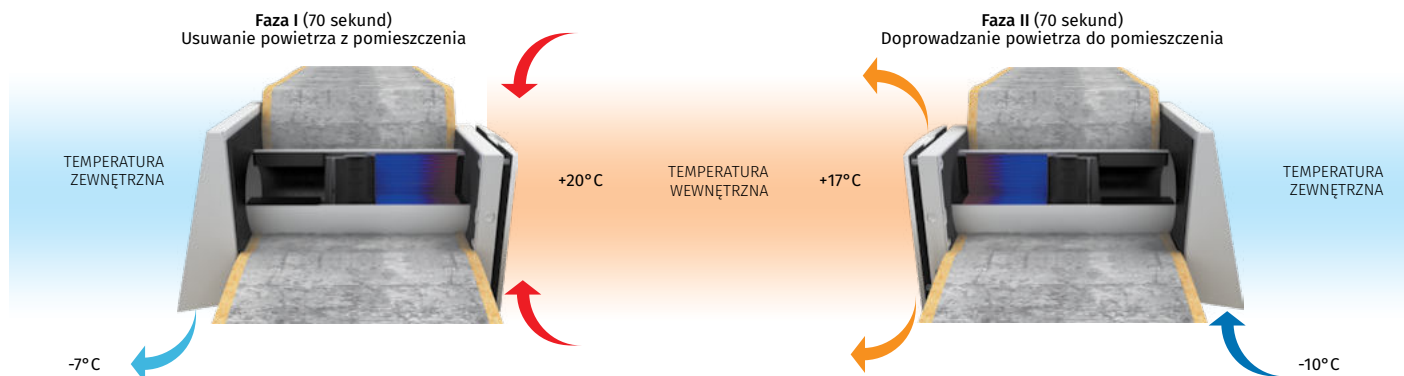 Faza I (70 sekund)
Usuwanie powietrza z pomieszczenia
Faza II (70 sekund)
Doprowadzanie powietrza do pomieszczenia
TEMPERATURA
ZEWNĘTRZNA
+20°C
TEMPERATURA
WEWNĘTRZNA
+17°C
TEMPERATURA
ZEWNĘTRZNA
-7°C
-10°C